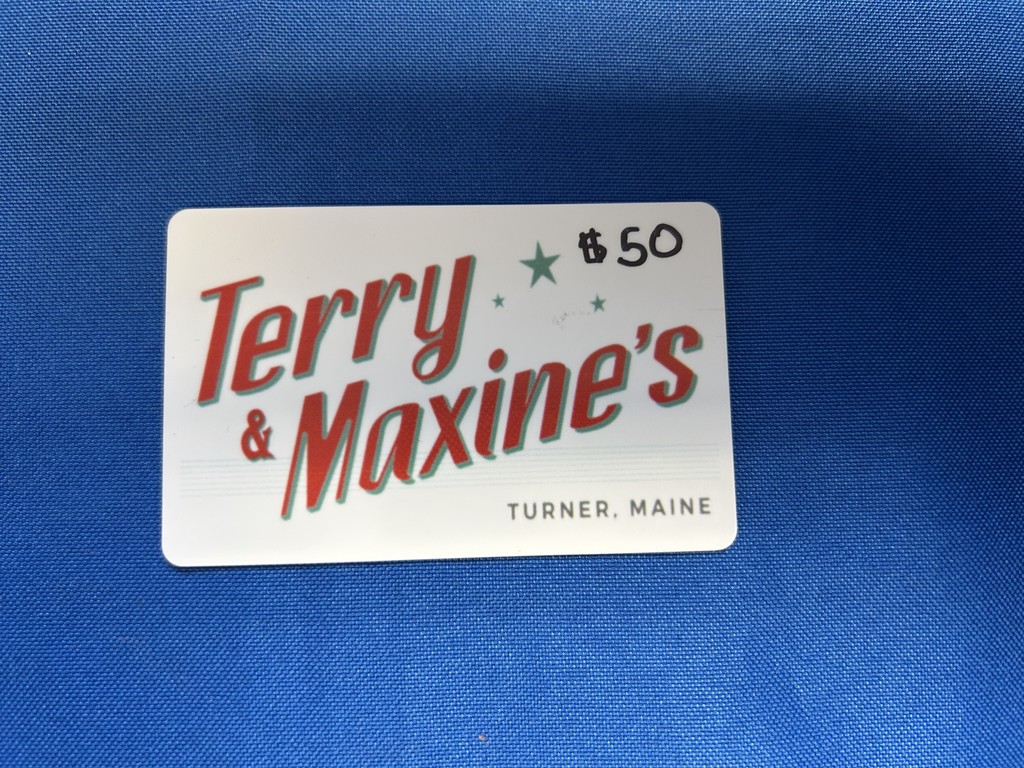 $50
Terry
& Maxine's
TURNER, MAINE